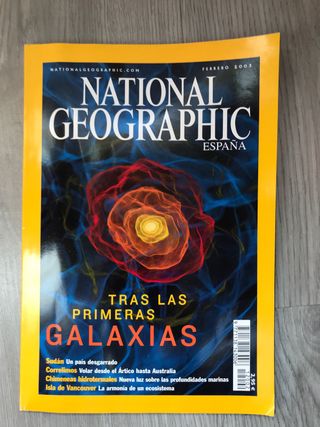 NATIONALGEOGRAPHIC.COM
FEBRERO 2003
NATIONAL
GEOGRAPHIC
ESPAÑA
TRAS LAS
PRIMERAS
GALAXIAS
Sudán Un país desgarrado
Correlimos Volar desde el Ártico hasta Australia
Chimeneas hidrotermales Nueva luz sobre las profundidades marinas
Isla de Vancouver La armonía de un ecosistema
2,95 €